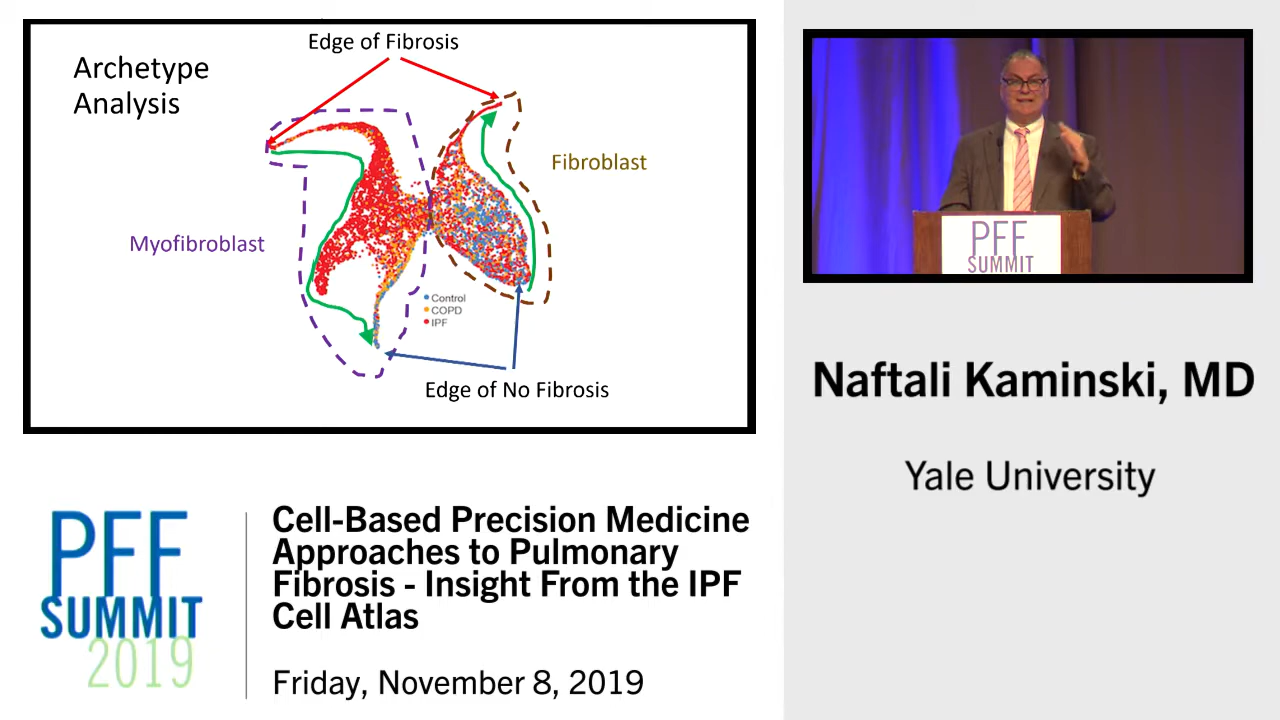 Archetype
Analysis
Edge of Fibrosis
Fibroblast
Myofibroblast
Control
COPD
IPF
Edge of No Fibrosis
PFF
SUMMIT
Naftali Kaminski, MD
Yale University
PFF
SUMMIT
2019
Cell-Based Precision Medicine
Approaches to Pulmonary
Fibrosis - Insight From the IPF
Cell Atlas
Friday, November 8, 2019